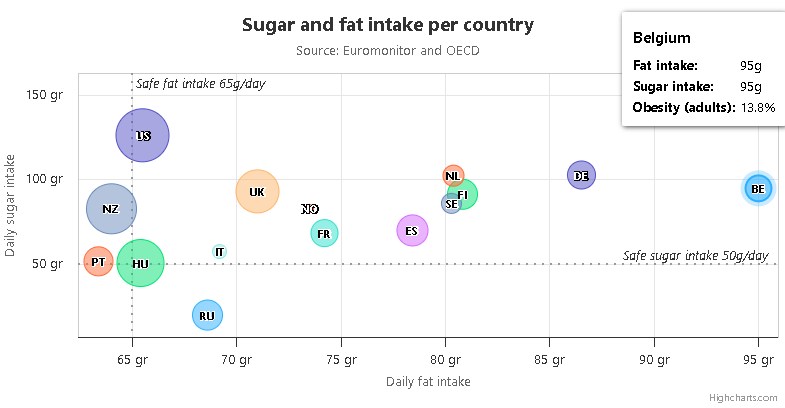 Sugar and fat intake per country
Source: Euromonitor and OECD
Belgium
Fat intake: 95g
Sugar intake: 95g
Obesity (adults): 13.8%
Safe fat intake 65g/day
150 gr
US
100 gr
NL
DE
BE
UK
FI
SE
NZ
NO
FR
ES
IT
Safe sugar intake 50g/day
50 gr
PT
HU
RU
Daily sugar intake
65 gr
70 gr
75 gr
80 gr
85 gr
90 gr
95 gr
Daily fat intake
Highcharts.com